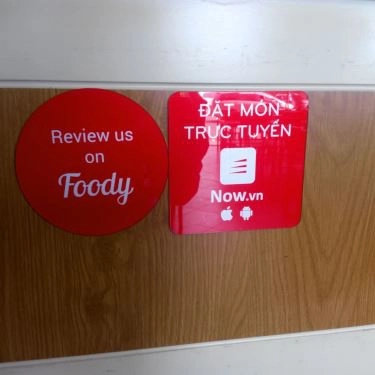 Review us
on
Foody
ĐẶT MÓN
TRỰC TUYẾN
Now.vn